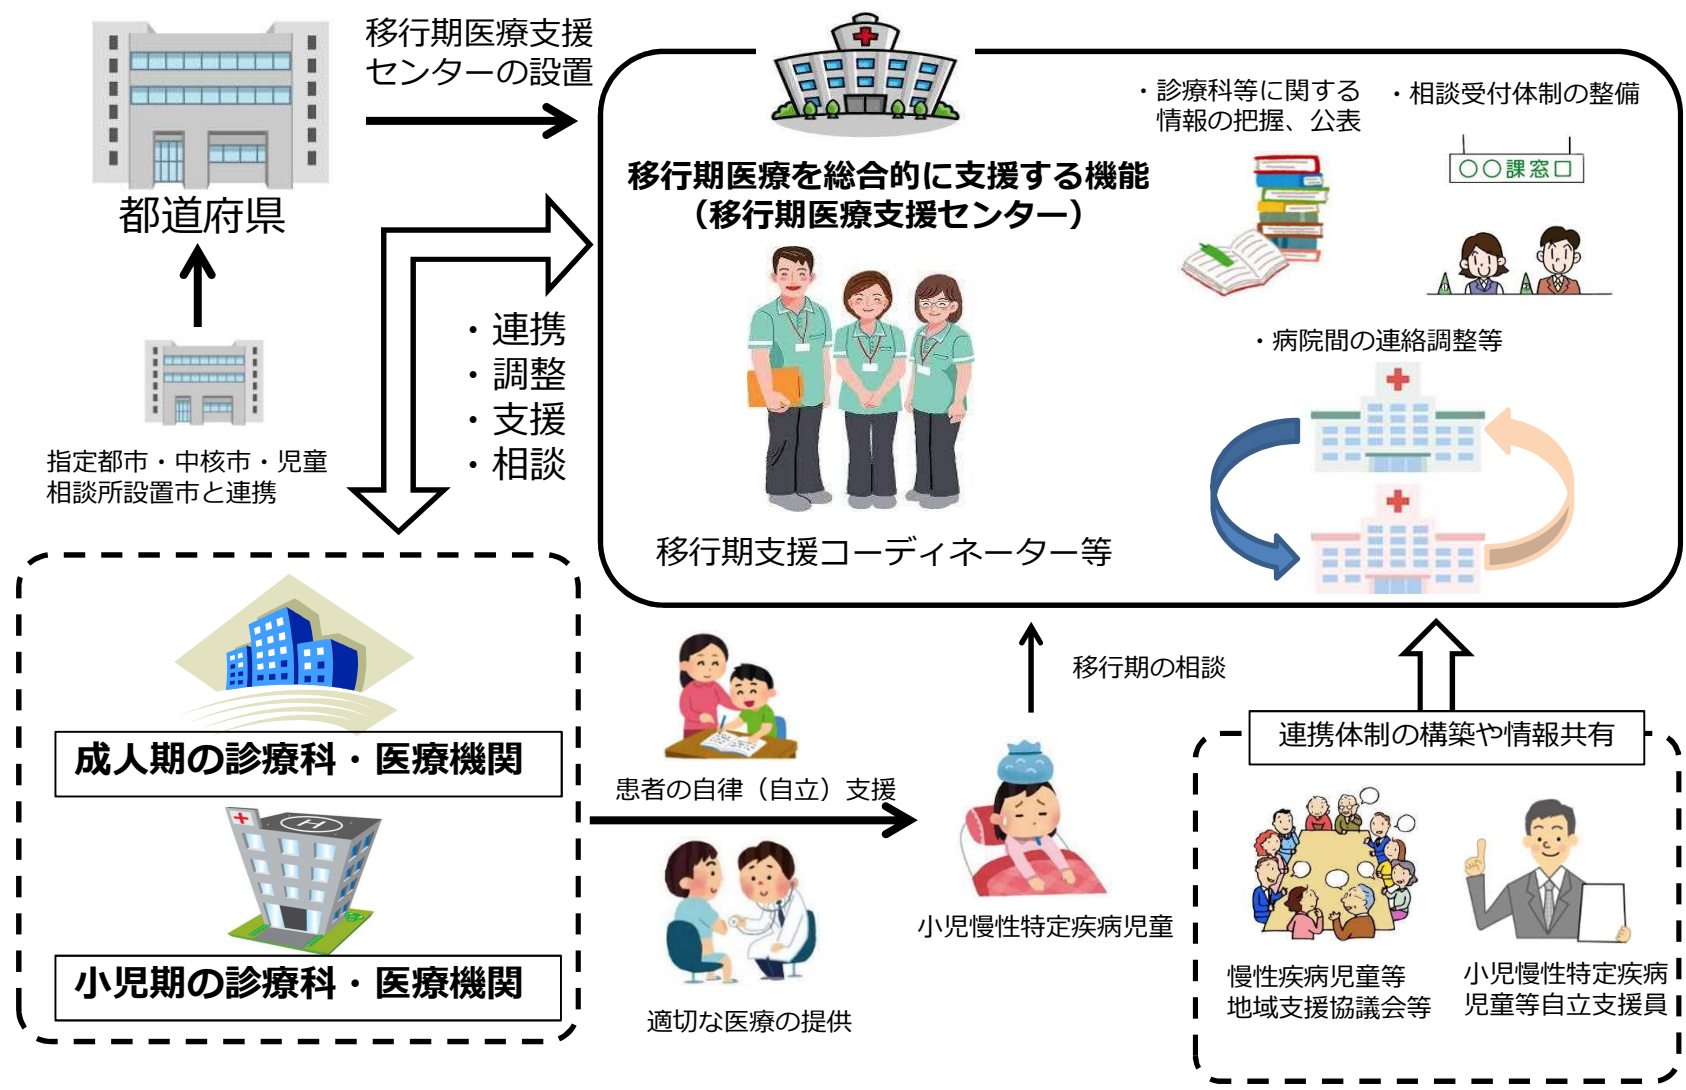 移行期医療支援
センターの設置
都道府県
指定都市・中核市・児童
相談所設置市と連携
・連携
・調整
・支援
・相談
移行期医療を総合的に支援する機能
（移行期医療支援センター）
移行期支援コーディネーター等
・診療科等に関する
情報の把握、公表
・相談受付体制の整備
〇〇課窓口
・病院間の連絡調整等
成人期の診療科・医療機関
小児期の診療科・医療機関
患者の自律（自立）支援
適切な医療の提供
小児慢性特定疾病児童
移行期の相談
連携体制の構築や情報共有
慢性疾病児童等
地域支援協議会等
小児慢性特定疾病
児童等自立支援員